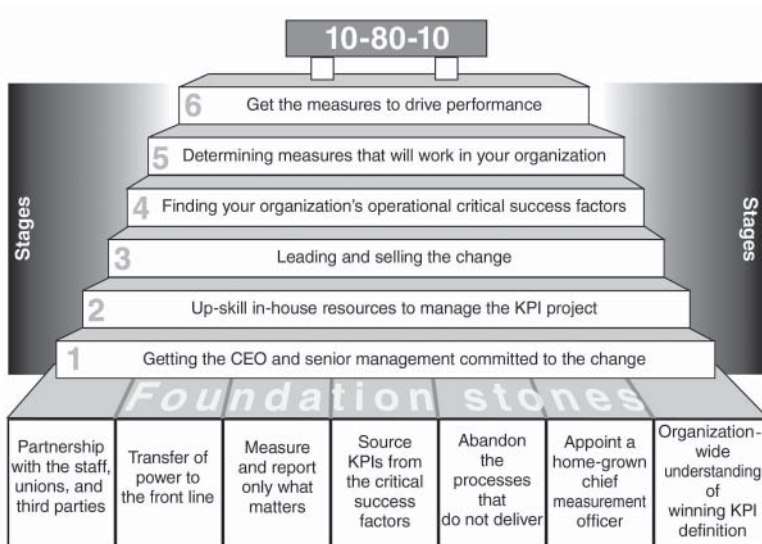 10-80-10
6 Get the measures to drive performance
5 Determining measures that will work in your organization
4 Finding your organization's operational critical success factors
3 Leading and selling the change
2 Up-skill in-house resources to manage the KPI project
1 Getting the CEO and senior management committed to the change
Stages
Stages
Foundation stones
Partnership
with the staff,
unions, and
third parties
Transfer of
power to
the front line
Measure
and report
only what
matters
Source
KPIs from
the critical
success
factors
Abandon
the
processes
that
do not deliver
Appoint a
home-grown
chief
measurement
officer
Organization-
wide
understanding
of
winning KPI
definition